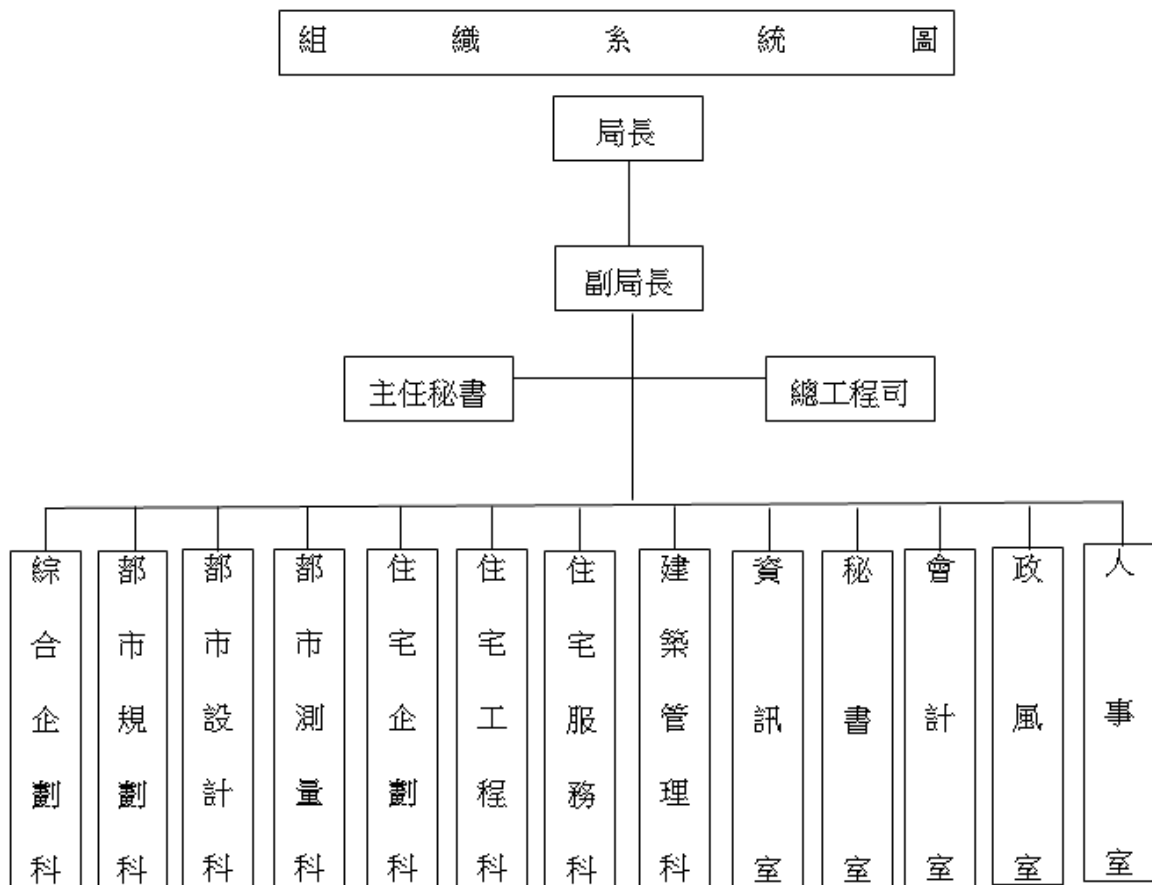 組織系統圖
局長
副局長
主任秘書
總工程司
綜合企劃科
都市規劃科
都市設計科
都市測量科
住宅企劃科
住宅工程科
住宅服務科
建築管理科
資訊室
秘書室
會計室
政風室
人事室